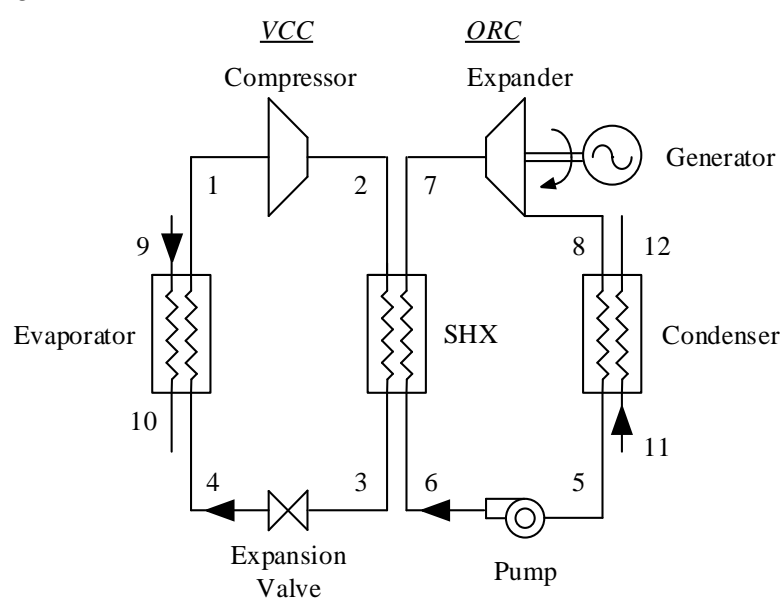 VCC
ORC
Compressor
Expander
Generator
1
2
7
9
8
12
Evaporator
SHX
Condenser
10
11
4
3
6
5
Expansion
Valve
Pump